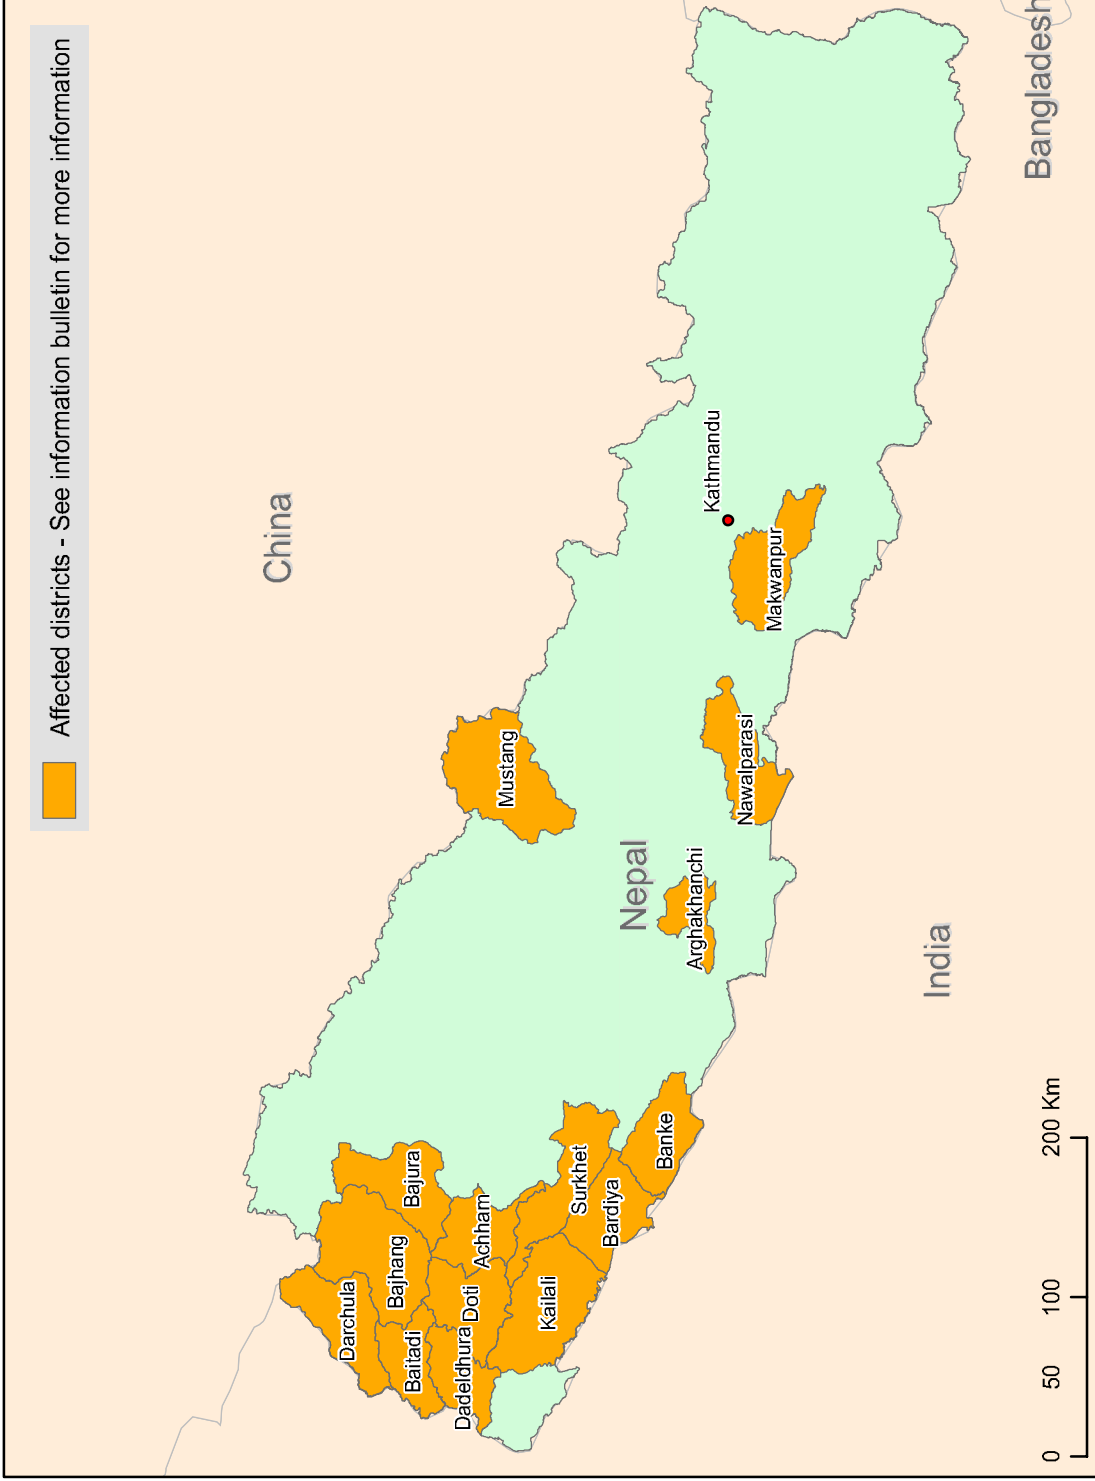 Affected districts - See information bulletin for more information
China
Darchula
Bajhang
Bajura
Baitadi
Dadeldhura
Doti
Achham
Kailali
Surkhet
Bardiya
Banke
Mustang
Nepal
Arghakhanchi
Nawalparasi
Kathmandu
Makwanpur
India
Bangladesh
0 50 100 200 Km